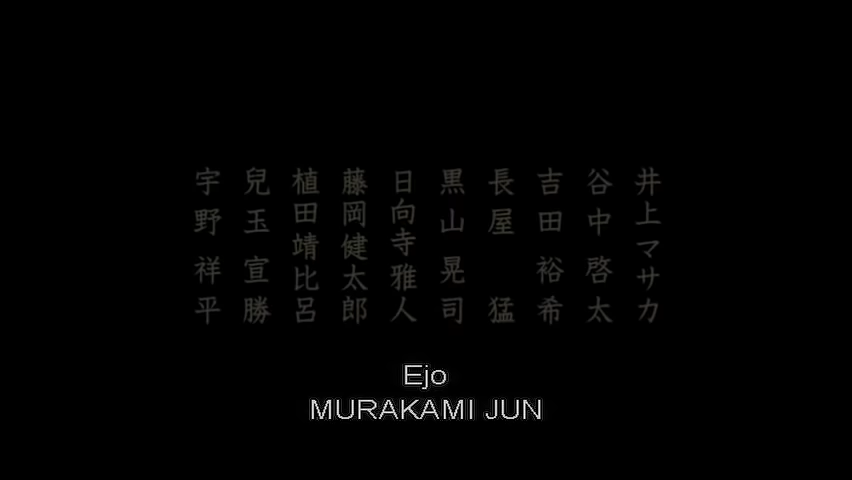 井上マサカ
谷中啓太
吉田裕希
長屋猛
黒山晃司
日向寺雅人
藤岡健太郎
植田靖比呂
兒玉宣勝
宇野祥平
Ejo
MURAKAMI JUN